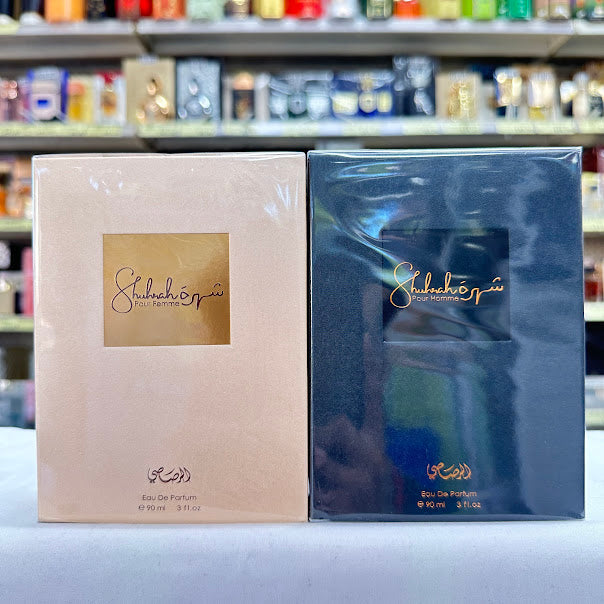 Shuhrah شهرة
Pour Femme
الرصاصي
Eau De Parfum
℮ 90 ml 3 fl.oz
Shuhrah شهرة
Pour Homme
الرصاصي
Eau De Parfum
℮ 90 ml 3 fl.oz